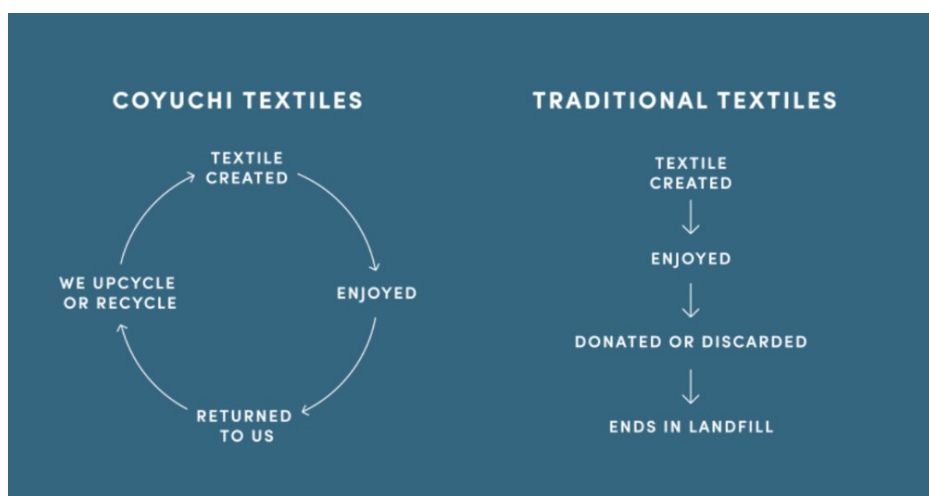 COYUCHI TEXTILES
TEXTILE
CREATED
ENJOYED
RETURNED
TO US
WE UPCYCLE
OR RECYCLE
TRADITIONAL TEXTILES
TEXTILE
CREATED
ENJOYED
DONATED OR DISCARDED
ENDS IN LANDFILL